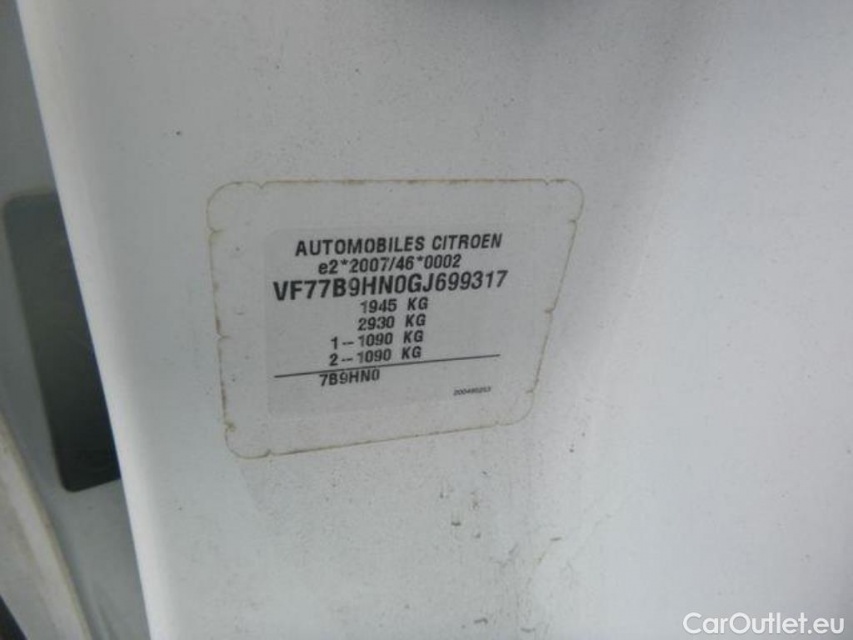 AUTOMOBILES CITROEN
e2*2007/46*0002
VF77B9HN0GJ699317
1945 KG
2930 KG
1--1090 KG
2--1090 KG
7B9HN0
CarOutlet.eu